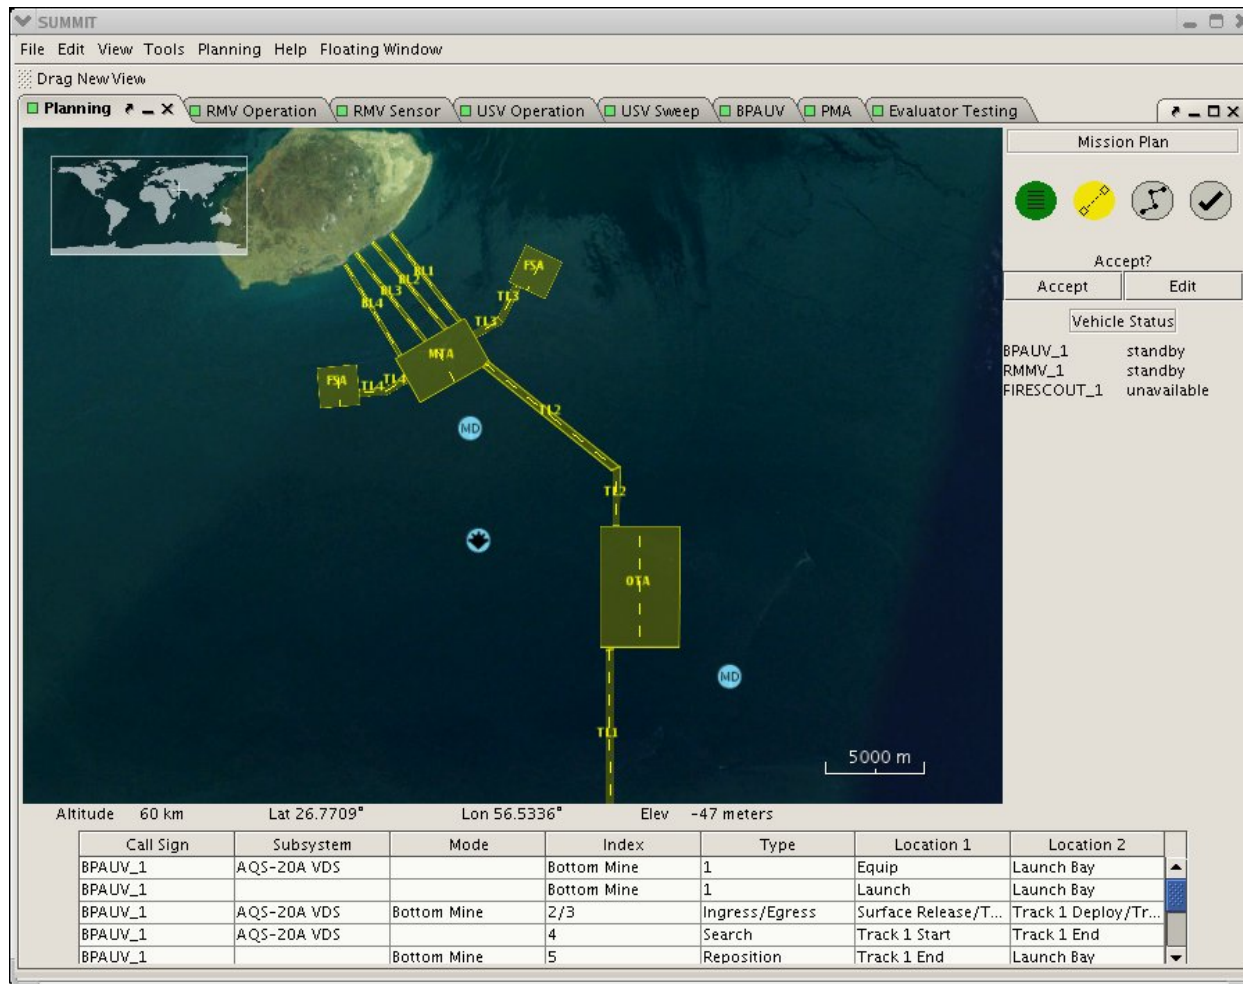 SUMMIT
File Edit View Tools Planning Help Floating Window
Drag New View
Planning RMV Operation RMV Sensor USV Operation USV Sweep BPAUV PMA Evaluator Testing
Mission Plan
Accept?
Accept Edit
Vehicle Status
BPAUV_1 standby
RMMV_1 standby
FIRESCOUT_1 unavailable
BL1
BL2
BL3
BL4
FSA
TL3
TL3
MTA
FSA
TL4
TL4
TL2
MD
TL2
OTA
MD
TL1
5000 m
Altitude 60 km Lat 26.7709° Lon 56.5336° Elev -47 meters
Call Sign Subsystem Mode Index Type Location 1 Location 2
BPAUV_1 AQS-20A VDS Bottom Mine 1 Equip Launch Bay
BPAUV_1 Bottom Mine 1 Launch Launch Bay
BPAUV_1 AQS-20A VDS Bottom Mine 2/3 Ingress/Egress Surface Release/T... Track 1 Deploy/Tr...
BPAUV_1 AQS-20A VDS 4 Search Track 1 Start Track 1 End
BPAUV_1 Bottom Mine 5 Reposition Track 1 End Launch Bay